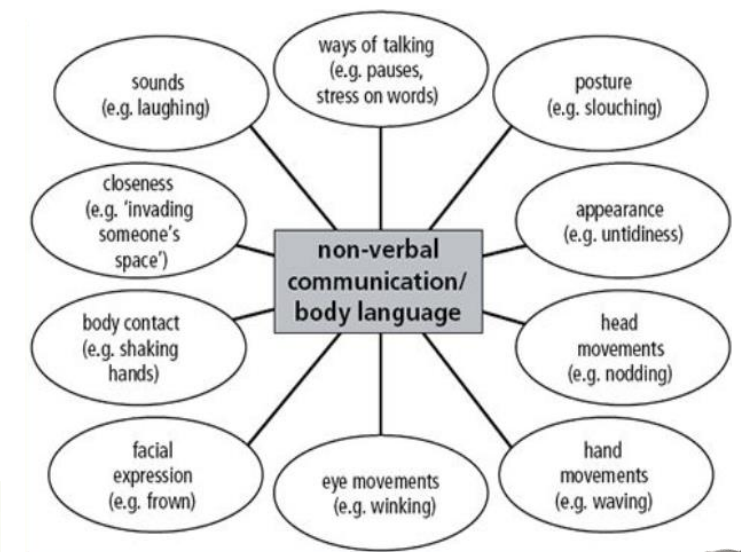 ways of talking
(e.g. pauses,
stress on words)
sounds
(e.g. laughing)
posture
(e.g. slouching)
closeness
(e.g. ‘invading
someone’s
space’)
appearance
(e.g. untidiness)
non-verbal
communication/
body language
body contact
(e.g. shaking
hands)
head
movements
(e.g. nodding)
facial
expression
(e.g. frown)
eye movements
(e.g. winking)
hand
movements
(e.g. waving)